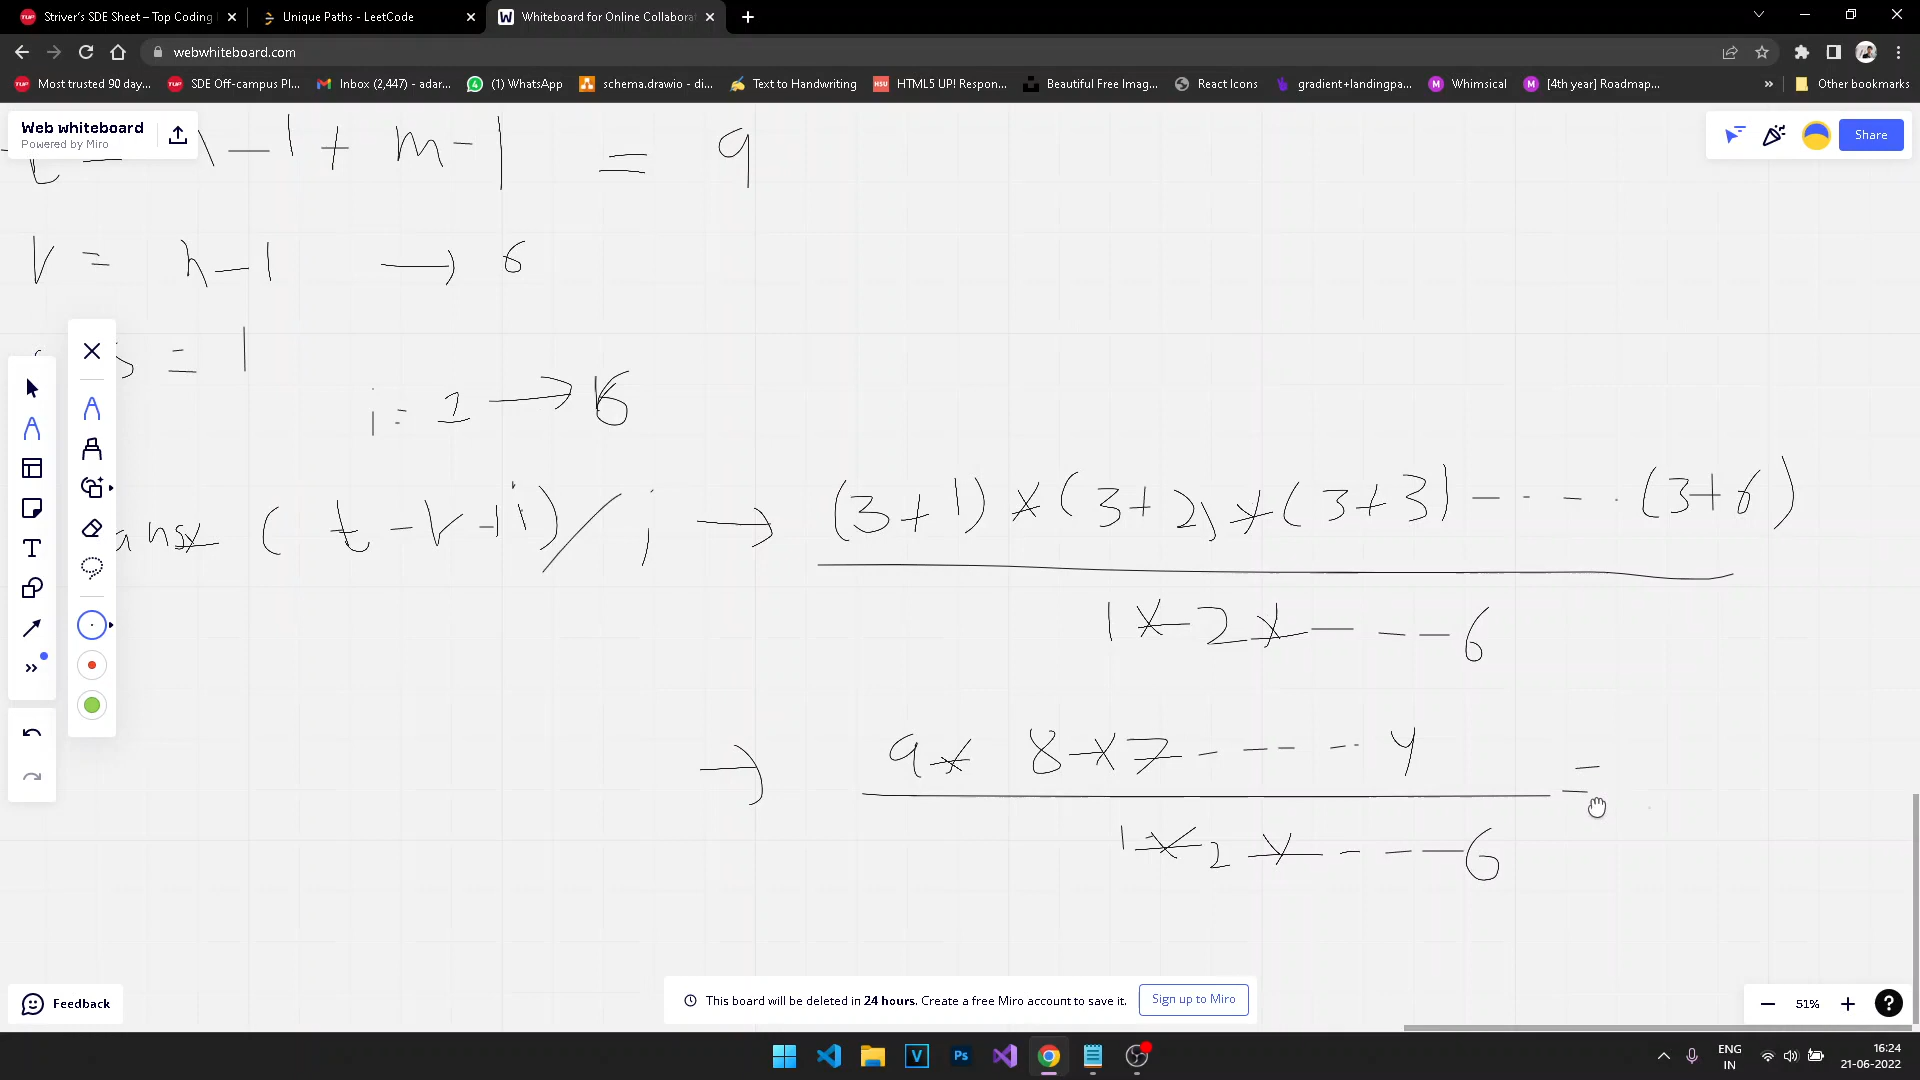 Striver's SDE Sheet – Top Coding
Unique Paths - LeetCode
Whiteboard for Online Collabora
webwhiteboard.com
Most trusted 90 day...
SDE Off-campus Pl...
Inbox (2,447) - adar...
(1) WhatsApp
schema.drawio - di...
Text to Handwriting
HTML5 UP! Respon...
Beautiful Free Imag...
React Icons
gradient+landingpa...
Whimsical
[4th year] Roadmap...
»
Other bookmarks
Web whiteboard
Powered by Miro
Share
t = n-1 + m-1 = 9
r = n-1 → 6
s = 1
i = 1 → 6
ans* (t-r+i)/i → (3+1)*(3+2)*(3+3)----(3+6)
1*2*----6
→ 9* 8*7-----4 =
1*2*----6
Feedback
This board will be deleted in 24 hours. Create a free Miro account to save it.
Sign up to Miro
51%
ENG
IN
16:24
21-06-2022